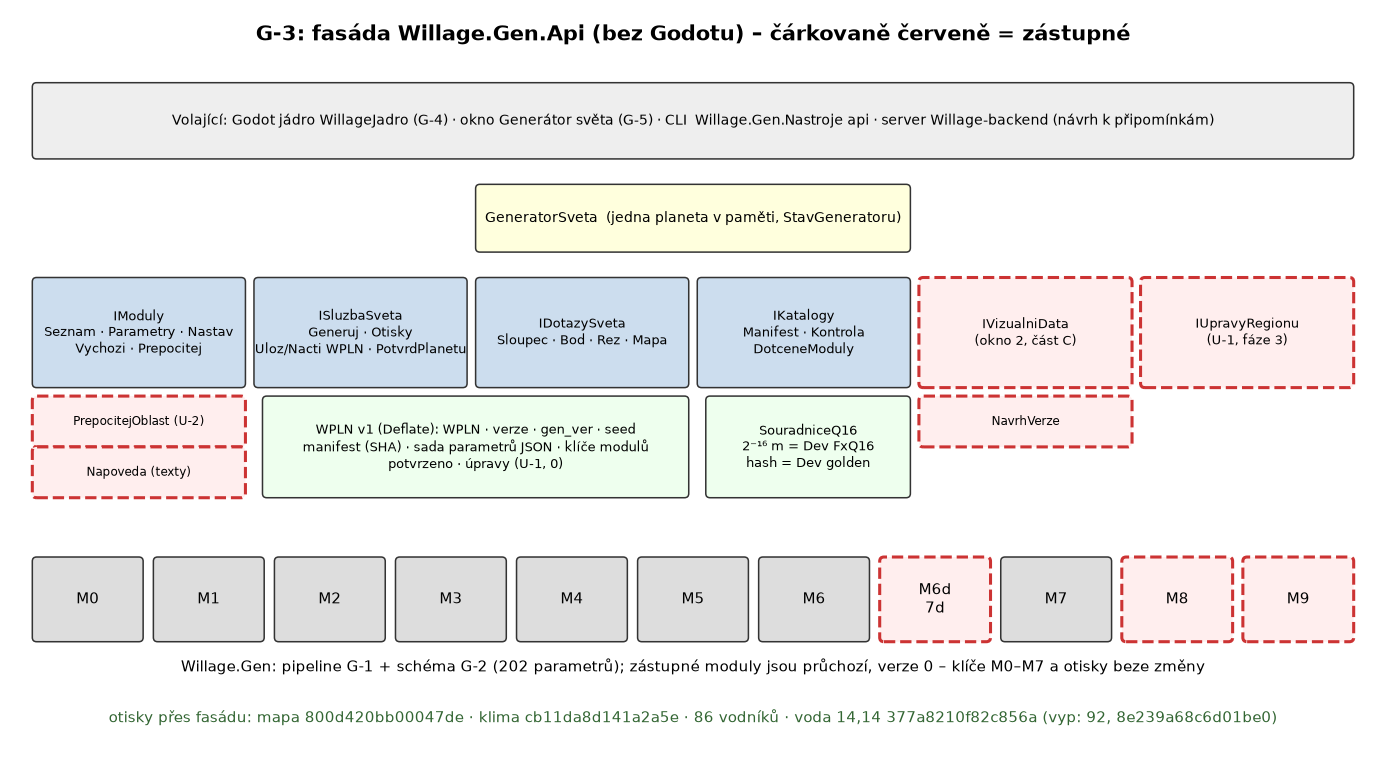 G-3: fasáda Willage.Gen.Api (bez Godotu) – čárkovaně červeně = zástupné
Volající: Godot jádro WillageJadro (G-4) · okno Generátor světa (G-5) · CLI  Willage.Gen.Nastroje api · server Willage-backend (návrh k připomínkám)
GeneratorSveta  (jedna planeta v paměti, StavGeneratoru)
IModuly
Seznam · Parametry · Nastav
Vychozi · Prepocitej
ISluzbaSveta
Generuj · Otisky
Uloz/Nacti WPLN · PotvrdPlanetu
IDotazySveta
Sloupec · Bod · Rez · Mapa
IKatalogy
Manifest · Kontrola
DotceneModuly
IVizualniData
(okno 2, část C)
IUpravyRegionu
(U-1, fáze 3)
PrepocitejOblast (U-2)
Napoveda (texty)
WPLN v1 (Deflate): WPLN · verze · gen_ver · seed
manifest (SHA) · sada parametrů JSON · klíče modulů
potvrzeno · úpravy (U-1, 0)
SouradniceQ16
2⁻¹⁶ m = Dev FxQ16
hash = Dev golden
NavrhVerze
M0
M1
M2
M3
M4
M5
M6
M6d
7d
M7
M8
M9
Willage.Gen: pipeline G-1 + schéma G-2 (202 parametrů); zástupné moduly jsou průchozí, verze 0 – klíče M0–M7 a otisky beze změny
otisky přes fasádu: mapa 800d420bb00047de · klima cb11da8d141a2a5e · 86 vodníků · voda 14,14 377a8210f82c856a (vyp: 92, 8e239a68c6d01be0)